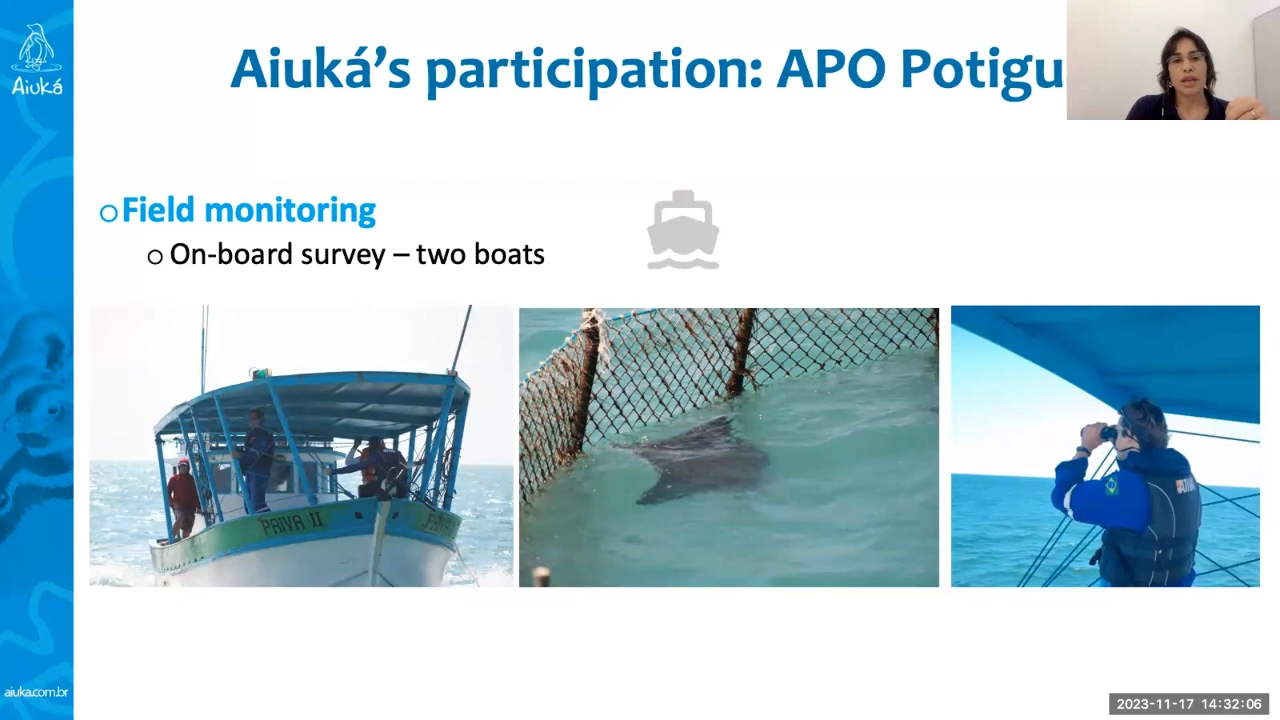 Aiuká
Aiuká's participation: APO Potigu
Field monitoring
On-board survey – two boats
PAIVA-II
aiuka.com.br
2023-11-17 14:32:06